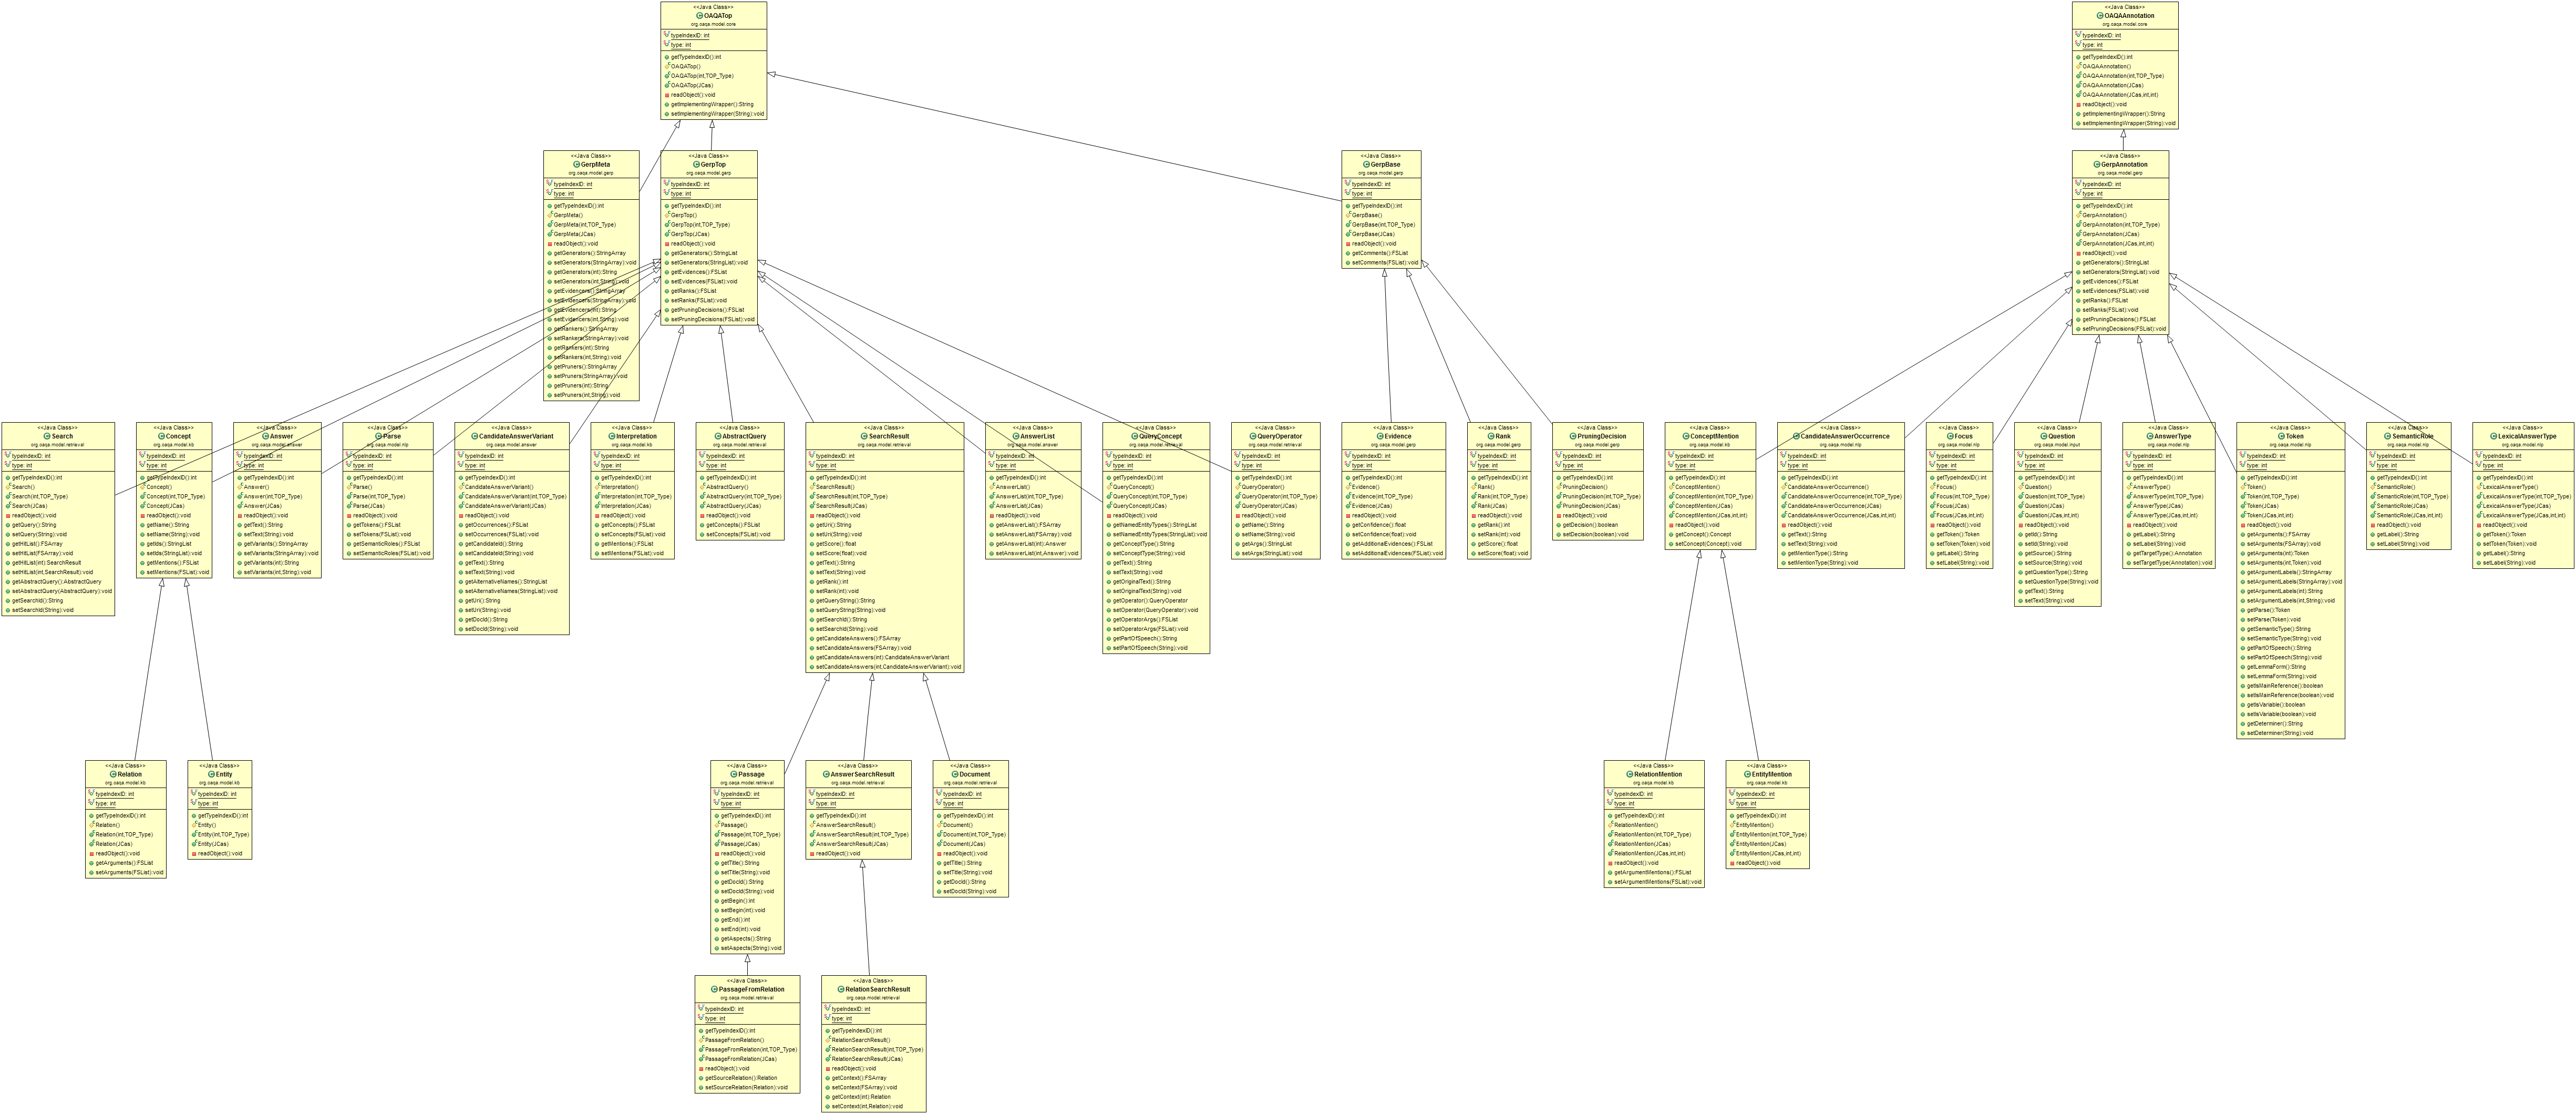 <<Java Class>>
OAQATop
org.oaqa.model.core
typeIndexID: int
type: int
getTypeIndexID():int
OAQATop()
OAQATop(int,TOP_Type)
OAQATop(JCas)
readObject():void
getImplementingWrapper():String
setImplementingWrapper(String):void
<<Java Class>>
OAQAAnnotation
org.oaqa.model.core
typeIndexID: int
type: int
getTypeIndexID():int
OAQAAnnotation()
OAQAAnnotation(int,TOP_Type)
OAQAAnnotation(JCas)
OAQAAnnotation(JCas,int,int)
readObject():void
getImplementingWrapper():String
setImplementingWrapper(String):void
<<Java Class>>
GerpMeta
org.oaqa.model.gerp
typeIndexID: int
type: int
getTypeIndexID():int
GerpMeta()
GerpMeta(int,TOP_Type)
GerpMeta(JCas)
readObject():void
getGenerators():StringArray
setGenerators(StringArray):void
getGenerators(int):String
setGenerators(int,String):void
getEvidencers():StringArray
setEvidencers(StringArray):void
getEvidencers(int):String
setEvidencers(int,String):void
getRankers():StringArray
setRankers(StringArray):void
getRankers(int):String
setRankers(int,String):void
getPruners():StringArray
setPruners(StringArray):void
getPruners(int):String
setPruners(int,String):void
<<Java Class>>
GerpTop
org.oaqa.model.gerp
typeIndexID: int
type: int
getTypeIndexID():int
GerpTop()
GerpTop(int,TOP_Type)
GerpTop(JCas)
readObject():void
getGenerators():StringList
setGenerators(StringList):void
getEvidences():FSList
setEvidences(FSList):void
getRanks():FSList
setRanks(FSList):void
getPruningDecisions():FSList
setPruningDecisions(FSList):void
<<Java Class>>
GerpBase
org.oaqa.model.gerp
typeIndexID: int
type: int
getTypeIndexID():int
GerpBase()
GerpBase(int,TOP_Type)
GerpBase(JCas)
readObject():void
getComments():FSList
setComments(FSList):void
<<Java Class>>
GerpAnnotation
org.oaqa.model.gerp
typeIndexID: int
type: int
getTypeIndexID():int
GerpAnnotation()
GerpAnnotation(int,TOP_Type)
GerpAnnotation(JCas)
GerpAnnotation(JCas,int,int)
readObject():void
getGenerators():StringList
setGenerators(StringList):void
getEvidences():FSList
setEvidences(FSList):void
getRanks():FSList
setRanks(FSList):void
getPruningDecisions():FSList
setPruningDecisions(FSList):void
<<Java Class>>
Search
org.oaqa.model.retrieval
typeIndexID: int
type: int
getTypeIndexID():int
Search()
Search(int,TOP_Type)
Search(JCas)
readObject():void
getQuery():String
setQuery(String):void
getHitList():FSArray
setHitList(FSArray):void
getHitList(int):SearchResult
setHitList(int,SearchResult):void
getAbstractQuery():AbstractQuery
setAbstractQuery(AbstractQuery):void
getSearchId():String
setSearchId(String):void
<<Java Class>>
Concept
org.oaqa.model.kb
typeIndexID: int
type: int
getTypeIndexID():int
Concept()
Concept(int,TOP_Type)
Concept(JCas)
readObject():void
getName():String
setName(String):void
getIds():StringList
setIds(StringList):void
getMentions():FSList
setMentions(FSList):void
<<Java Class>>
Answer
org.oaqa.model.answer
typeIndexID: int
type: int
getTypeIndexID():int
Answer()
Answer(int,TOP_Type)
Answer(JCas)
readObject():void
getText():String
setText(String):void
getVariants():StringArray
setVariants(StringArray):void
getVariants(int):String
setVariants(int,String):void
<<Java Class>>
Parse
org.oaqa.model.nlp
typeIndexID: int
type: int
getTypeIndexID():int
Parse()
Parse(int,TOP_Type)
Parse(JCas)
readObject():void
getTokens():FSList
setTokens(FSList):void
getSemanticRoles():FSList
setSemanticRoles(FSList):void
<<Java Class>>
CandidateAnswerVariant
org.oaqa.model.answer
typeIndexID: int
type: int
getTypeIndexID():int
CandidateAnswerVariant()
CandidateAnswerVariant(int,TOP_Type)
CandidateAnswerVariant(JCas)
readObject():void
getOccurrences():FSList
setOccurrences(FSList):void
getCandidateId():String
setCandidateId(String):void
getText():String
setText(String):void
getAlternativeNames():StringList
setAlternativeNames(StringList):void
getUri():String
setUri(String):void
getDocId():String
setDocId(String):void
<<Java Class>>
Interpretation
org.oaqa.model.kb
typeIndexID: int
type: int
getTypeIndexID():int
Interpretation()
Interpretation(int,TOP_Type)
Interpretation(JCas)
readObject():void
getConcepts():FSList
setConcepts(FSList):void
getMentions():FSList
setMentions(FSList):void
<<Java Class>>
AbstractQuery
org.oaqa.model.retrieval
typeIndexID: int
type: int
getTypeIndexID():int
AbstractQuery()
AbstractQuery(int,TOP_Type)
AbstractQuery(JCas)
readObject():void
getConcepts():FSList
setConcepts(FSList):void
<<Java Class>>
SearchResult
org.oaqa.model.retrieval
typeIndexID: int
type: int
getTypeIndexID():int
SearchResult()
SearchResult(int,TOP_Type)
SearchResult(JCas)
readObject():void
getUri():String
setUri(String):void
getScore():float
setScore(float):void
getText():String
setText(String):void
getRank():int
setRank(int):void
getQueryString():String
setQueryString(String):void
getSearchId():String
setSearchId(String):void
getCandidateAnswers():FSArray
setCandidateAnswers(FSArray):void
getCandidateAnswers(int):CandidateAnswerVariant
setCandidateAnswers(int,CandidateAnswerVariant):void
<<Java Class>>
AnswerList
org.oaqa.model.answer
typeIndexID: int
type: int
getTypeIndexID():int
AnswerList()
AnswerList(int,TOP_Type)
AnswerList(JCas)
readObject():void
getAnswerList():FSArray
setAnswerList(FSArray):void
getAnswerList(int):Answer
setAnswerList(int,Answer):void
<<Java Class>>
QueryConcept
org.oaqa.model.retrieval
typeIndexID: int
type: int
getTypeIndexID():int
QueryConcept()
QueryConcept(int,TOP_Type)
QueryConcept(JCas)
readObject():void
getNamedEntityTypes():StringList
setNamedEntityTypes(StringList):void
getConceptType():String
setConceptType(String):void
getText():String
setText(String):void
getOriginalText():String
setOriginalText(String):void
getOperator():QueryOperator
setOperator(QueryOperator):void
getOperatorArgs():FSList
setOperatorArgs(FSList):void
getPartOfSpeech():String
setPartOfSpeech(String):void
<<Java Class>>
QueryOperator
org.oaqa.model.retrieval
typeIndexID: int
type: int
getTypeIndexID():int
QueryOperator()
QueryOperator(int,TOP_Type)
QueryOperator(JCas)
readObject():void
getName():String
setName(String):void
getArgs():StringList
setArgs(StringList):void
<<Java Class>>
Evidence
org.oaqa.model.gerp
typeIndexID: int
type: int
getTypeIndexID():int
Evidence()
Evidence(int,TOP_Type)
Evidence(JCas)
readObject():void
getConfidence():float
setConfidence(float):void
getAdditionalEvidences():FSList
setAdditionalEvidences(FSList):void
<<Java Class>>
Rank
org.oaqa.model.gerp
typeIndexID: int
type: int
getTypeIndexID():int
Rank()
Rank(int,TOP_Type)
Rank(JCas)
readObject():void
getRank():int
setRank(int):void
getScore():float
setScore(float):void
<<Java Class>>
PruningDecision
org.oaqa.model.gerp
typeIndexID: int
type: int
getTypeIndexID():int
PruningDecision()
PruningDecision(int,TOP_Type)
PruningDecision(JCas)
readObject():void
getDecision():boolean
setDecision(boolean):void
<<Java Class>>
ConceptMention
org.oaqa.model.kb
typeIndexID: int
type: int
getTypeIndexID():int
ConceptMention()
ConceptMention(int,TOP_Type)
ConceptMention(JCas)
ConceptMention(JCas,int,int)
readObject():void
getConcept():Concept
setConcept(Concept):void
<<Java Class>>
CandidateAnswerOccurrence
org.oaqa.model.answer
typeIndexID: int
type: int
getTypeIndexID():int
CandidateAnswerOccurrence()
CandidateAnswerOccurrence(int,TOP_Type)
CandidateAnswerOccurrence(JCas)
CandidateAnswerOccurrence(JCas,int,int)
readObject():void
getText():String
setText(String):void
getMentionType():String
setMentionType(String):void
<<Java Class>>
Focus
org.oaqa.model.nlp
typeIndexID: int
type: int
getTypeIndexID():int
Focus()
Focus(int,TOP_Type)
Focus(JCas)
Focus(JCas,int,int)
readObject():void
getToken():Token
setToken(Token):void
getLabel():String
setLabel(String):void
<<Java Class>>
Question
org.oaqa.model.input
typeIndexID: int
type: int
getTypeIndexID():int
Question()
Question(int,TOP_Type)
Question(JCas)
Question(JCas,int,int)
readObject():void
getId():String
setId(String):void
getSource():String
setSource(String):void
getQuestionType():String
setQuestionType(String):void
getText():String
setText(String):void
<<Java Class>>
AnswerType
org.oaqa.model.nlp
typeIndexID: int
type: int
getTypeIndexID():int
AnswerType()
AnswerType(int,TOP_Type)
AnswerType(JCas)
AnswerType(JCas,int,int)
readObject():void
getLabel():String
setLabel(String):void
getTargetType():Annotation
setTargetType(Annotation):void
<<Java Class>>
Token
org.oaqa.model.nlp
typeIndexID: int
type: int
getTypeIndexID():int
Token()
Token(int,TOP_Type)
Token(JCas)
Token(JCas,int,int)
readObject():void
getArguments():FSArray
setArguments(FSArray):void
getArguments(int):Token
setArguments(int,Token):void
getArgumentLabels():StringArray
setArgumentLabels(StringArray):void
getArgumentLabels(int):String
setArgumentLabels(int,String):void
getParse():Token
setParse(Token):void
getSemanticType():String
setSemanticType(String):void
getPartOfSpeech():String
setPartOfSpeech(String):void
getLemmaForm():String
setLemmaForm(String):void
getIsMainReference():boolean
setIsMainReference(boolean):void
getIsVariable():boolean
setIsVariable(boolean):void
getDeterminer():String
setDeterminer(String):void
<<Java Class>>
SemanticRole
org.oaqa.model.nlp
typeIndexID: int
type: int
getTypeIndexID():int
SemanticRole()
SemanticRole(int,TOP_Type)
SemanticRole(JCas)
SemanticRole(JCas,int,int)
readObject():void
getLabel():String
setLabel(String):void
<<Java Class>>
LexicalAnswerType
org.oaqa.model.nlp
typeIndexID: int
type: int
getTypeIndexID():int
LexicalAnswerType()
LexicalAnswerType(int,TOP_Type)
LexicalAnswerType(JCas)
LexicalAnswerType(JCas,int,int)
readObject():void
getToken():Token
setToken(Token):void
getLabel():String
setLabel(String):void
<<Java Class>>
Relation
org.oaqa.model.kb
typeIndexID: int
type: int
getTypeIndexID():int
Relation()
Relation(int,TOP_Type)
Relation(JCas)
readObject():void
getArguments():FSList
setArguments(FSList):void
<<Java Class>>
Entity
org.oaqa.model.kb
typeIndexID: int
type: int
getTypeIndexID():int
Entity()
Entity(int,TOP_Type)
Entity(JCas)
readObject():void
<<Java Class>>
Passage
org.oaqa.model.retrieval
typeIndexID: int
type: int
getTypeIndexID():int
Passage()
Passage(int,TOP_Type)
Passage(JCas)
readObject():void
getTitle():String
setTitle(String):void
getDocId():String
setDocId(String):void
getBegin():int
setBegin(int):void
getEnd():int
setEnd(int):void
getAspects():String
setAspects(String):void
<<Java Class>>
AnswerSearchResult
org.oaqa.model.retrieval
typeIndexID: int
type: int
getTypeIndexID():int
AnswerSearchResult()
AnswerSearchResult(int,TOP_Type)
AnswerSearchResult(JCas)
readObject():void
<<Java Class>>
Document
org.oaqa.model.retrieval
typeIndexID: int
type: int
getTypeIndexID():int
Document()
Document(int,TOP_Type)
Document(JCas)
readObject():void
getTitle():String
setTitle(String):void
getDocId():String
setDocId(String):void
<<Java Class>>
RelationMention
org.oaqa.model.kb
typeIndexID: int
type: int
getTypeIndexID():int
RelationMention()
RelationMention(int,TOP_Type)
RelationMention(JCas)
RelationMention(JCas,int,int)
readObject():void
getArgumentMentions():FSList
setArgumentMentions(FSList):void
<<Java Class>>
EntityMention
org.oaqa.model.kb
typeIndexID: int
type: int
getTypeIndexID():int
EntityMention()
EntityMention(int,TOP_Type)
EntityMention(JCas)
EntityMention(JCas,int,int)
readObject():void
<<Java Class>>
PassageFromRelation
org.oaqa.model.retrieval
typeIndexID: int
type: int
getTypeIndexID():int
PassageFromRelation()
PassageFromRelation(int,TOP_Type)
PassageFromRelation(JCas)
readObject():void
getSourceRelation():Relation
setSourceRelation(Relation):void
<<Java Class>>
RelationSearchResult
org.oaqa.model.retrieval
typeIndexID: int
type: int
getTypeIndexID():int
RelationSearchResult()
RelationSearchResult(int,TOP_Type)
RelationSearchResult(JCas)
readObject():void
getContext():FSArray
setContext(FSArray):void
getContext(int):Relation
setContext(int,Relation):void